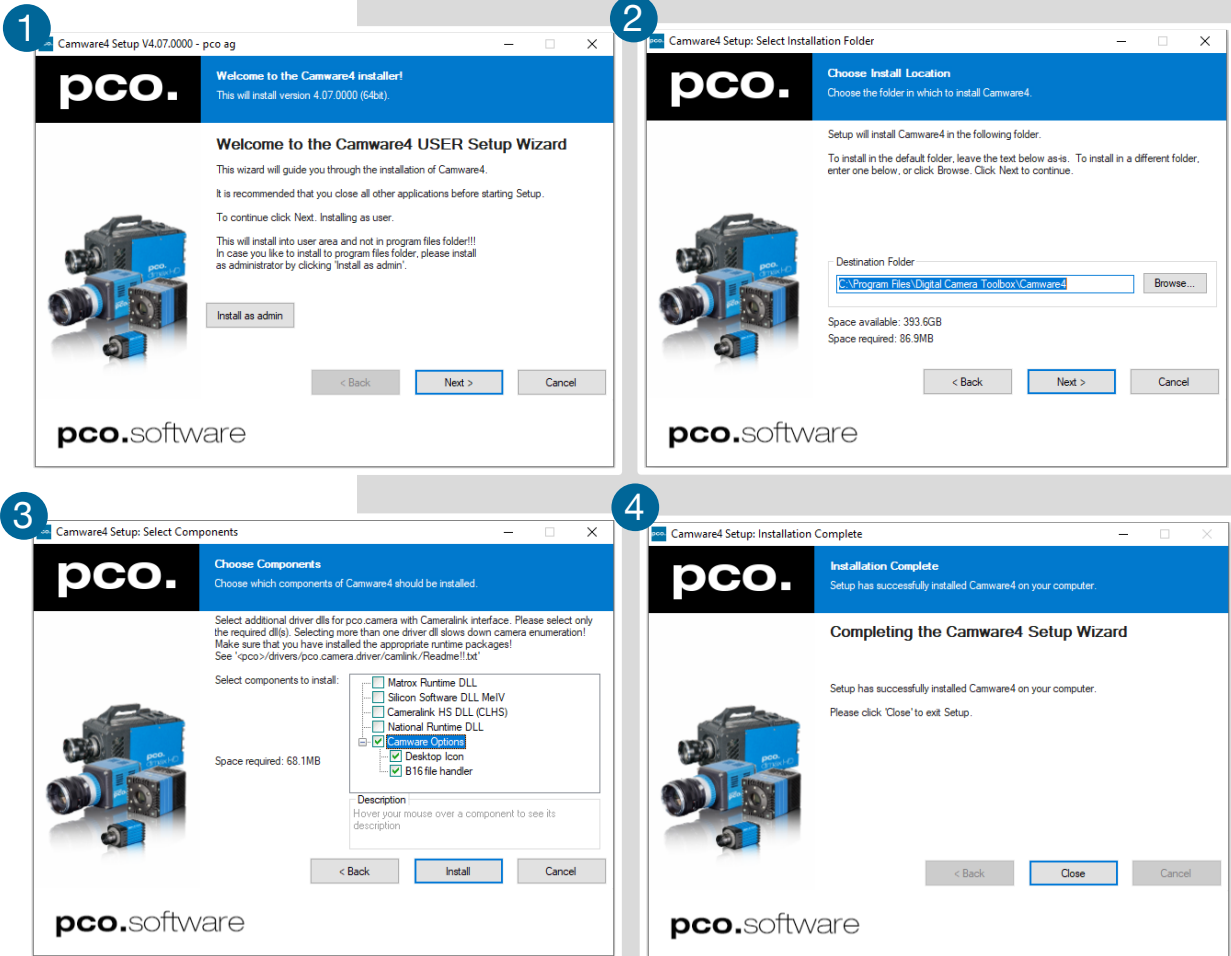 1
pco. Camware4 Setup V4.07.0000 - pco ag
pco.
Welcome to the Camware4 installer!
This will install version 4.07.0000 (64bit).
Welcome to the Camware4 USER Setup Wizard
This wizard will guide you through the installation of Camware4.
It is recommended that you close all other applications before starting Setup.
To continue click Next. Installing as user.
This will install into user area and not in program files folder!!!
In case you like to install to program files folder, please install
as administrator by clicking 'Install as admin'.
Install as admin
< Back Next > Cancel
pco.software
2
pco. Camware4 Setup: Select Installation Folder
pco.
Choose Install Location
Choose the folder in which to install Camware4.
Setup will install Camware4 in the following folder.
To install in the default folder, leave the text below as-is. To install in a different folder,
enter one below, or click Browse. Click Next to continue.
Destination Folder
C:\Program Files\Digital Camera Toolbox\Camware4 Browse...
Space available: 393.6GB
Space required: 86.9MB
< Back Next > Cancel
pco.software
3
pco. Camware4 Setup: Select Components
pco.
Choose Components
Choose which components of Camware4 should be installed.
Select additional driver dlls for pco.camera with Cameralink interface. Please select only
the required dll(s). Selecting more than one driver dll slows down camera enumeration!
Make sure that you have installed the appropriate runtime packages!
See '<pco>/drivers/pco.camera.driver/camlink/Readme!!.txt'
Select components to install:
Matrox Runtime DLL
Silicon Software DLL MeIV
Cameralink HS DLL (CLHS)
National Runtime DLL
Camware Options
Desktop Icon
B16 file handler
Space required: 68.1MB
Description
Hover your mouse over a component to see its
description
< Back Install Cancel
pco.software
4
pco. Camware4 Setup: Installation Complete
pco.
Installation Complete
Setup has successfully installed Camware4 on your computer.
Completing the Camware4 Setup Wizard
Setup has successfully installed Camware4 on your computer.
Please click 'Close' to exit Setup.
< Back Close Cancel
pco.software